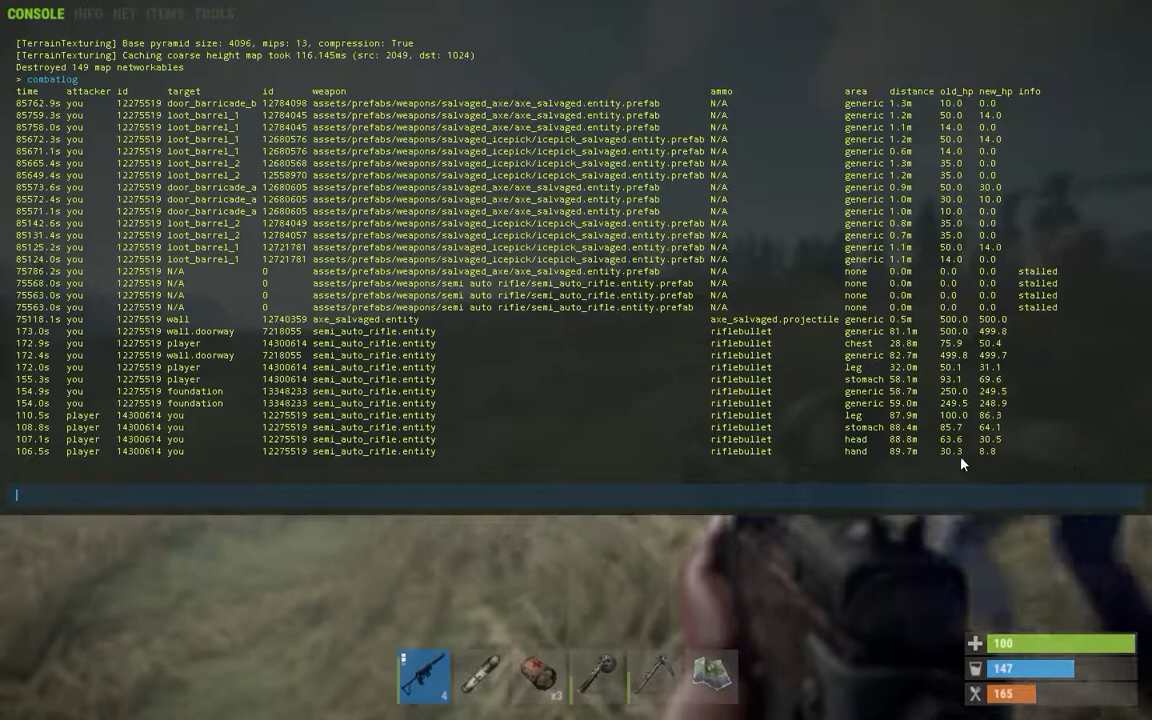 CONSOLE INFO NET ITEMS TOOLS
[TerrainTexturing] Base pyramid size: 4096, mips: 13, compression: True
[TerrainTexturing] Caching coarse height map took 116.145ms (src: 2049, dst: 1024)
Destroyed 149 map networkables
> combatlog
time attacker id target id weapon ammo area distance old_hp new_hp info
85762.9s you 12275519 door_barricade_b 12784098 assets/prefabs/weapons/salvaged_axe/axe_salvaged.entity.prefab N/A generic 1.3m 10.0 0.0
85759.3s you 12275519 loot_barrel_1 12784045 assets/prefabs/weapons/salvaged_axe/axe_salvaged.entity.prefab N/A generic 1.2m 50.0 14.0
85758.0s you 12275519 loot_barrel_1 12784045 assets/prefabs/weapons/salvaged_axe/axe_salvaged.entity.prefab N/A generic 1.1m 14.0 0.0
85672.3s you 12275519 loot_barrel_1 12680576 assets/prefabs/weapons/icepick_salvaged/icepick_salvaged.entity.prefab N/A generic 1.2m 50.0 14.0
85671.1s you 12275519 loot_barrel_1 12680576 assets/prefabs/weapons/salvaged_icepick/icepick_salvaged.entity.prefab N/A generic 0.6m 14.0 0.0
85665.4s you 12275519 loot_barrel_2 12680568 assets/prefabs/weapons/salvaged_icepick/icepick_salvaged.entity.prefab N/A generic 1.3m 35.0 0.0
85649.4s you 12275519 loot_barrel_2 12558970 assets/prefabs/weapons/salvaged_icepick/icepick_salvaged.entity.prefab N/A generic 1.2m 35.0 0.0
85573.6s you 12275519 door_barricade_a 12680605 assets/prefabs/weapons/salvaged_axe/axe_salvaged.entity.prefab N/A generic 0.9m 50.0 30.0
85572.4s you 12275519 door_barricade_a 12680605 assets/prefabs/weapons/salvaged_axe/axe_salvaged.entity.prefab N/A generic 1.0m 30.0 10.0
85571.1s you 12275519 door_barricade_a 12680605 assets/prefabs/weapons/salvaged_axe/axe_salvaged.entity.prefab N/A generic 1.0m 10.0 0.0
85142.6s you 12275519 loot_barrel_2 12784049 assets/prefabs/weapons/salvaged_icepick/icepick_salvaged.entity.prefab N/A generic 0.8m 35.0 0.0
85131.4s you 12275519 loot_barrel_2 12784057 assets/prefabs/weapons/salvaged_icepick/icepick_salvaged.entity.prefab N/A generic 0.7m 35.0 0.0
85125.2s you 12275519 loot_barrel_1 12721781 assets/prefabs/weapons/salvaged_icepick/icepick_salvaged.entity.prefab N/A generic 1.1m 50.0 14.0
85124.0s you 12275519 loot_barrel_1 12721781 assets/prefabs/weapons/salvaged_icepick/icepick_salvaged.entity.prefab N/A generic 1.1m 14.0 0.0
75786.2s you 12275519 N/A 0 assets/prefabs/weapons/salvaged_axe/axe_salvaged.entity.prefab N/A none 0.0m 0.0 0.0 stalled
75568.0s you 12275519 N/A 0 assets/prefabs/weapons/semi auto rifle/semi_auto_rifle.entity.prefab N/A none 0.0m 0.0 0.0 stalled
75563.0s you 12275519 N/A 0 assets/prefabs/weapons/semi auto rifle/semi_auto_rifle.entity.prefab N/A none 0.0m 0.0 0.0 stalled
75563.0s you 12275519 N/A 0 assets/prefabs/weapons/semi auto rifle/semi_auto_rifle.entity.prefab N/A none 0.0m 0.0 0.0 stalled
75118.1s you 12275519 wall 12740359 axe_salvaged.entity axe_salvaged.projectile generic 0.5m 500.0 500.0
173.0s you 12275519 wall.doorway 7218055 semi_auto_rifle.entity riflebullet generic 81.1m 500.0 499.8
172.9s you 12275519 player 14300614 semi_auto_rifle.entity riflebullet chest 28.8m 75.9 50.4
172.4s you 12275519 wall.doorway 7218055 semi_auto_rifle.entity riflebullet generic 82.7m 499.8 499.7
172.0s you 12275519 player 14300614 semi_auto_rifle.entity riflebullet leg 32.0m 50.1 31.1
155.3s you 12275519 player 14300614 semi_auto_rifle.entity riflebullet stomach 58.1m 93.1 69.6
154.9s you 12275519 foundation 13348233 semi_auto_rifle.entity riflebullet generic 58.7m 250.0 249.5
154.0s you 12275519 foundation 13348233 semi_auto_rifle.entity riflebullet generic 59.0m 249.5 248.9
110.5s player 14300614 you 12275519 semi_auto_rifle.entity riflebullet leg 87.9m 100.0 86.3
108.8s player 14300614 you 12275519 semi_auto_rifle.entity riflebullet stomach 88.4m 85.7 64.1
107.1s player 14300614 you 12275519 semi_auto_rifle.entity riflebullet head 88.8m 63.6 30.5
106.5s player 14300614 you 12275519 semi_auto_rifle.entity riflebullet hand 89.7m 30.3 8.8
100
147
4
x3
165